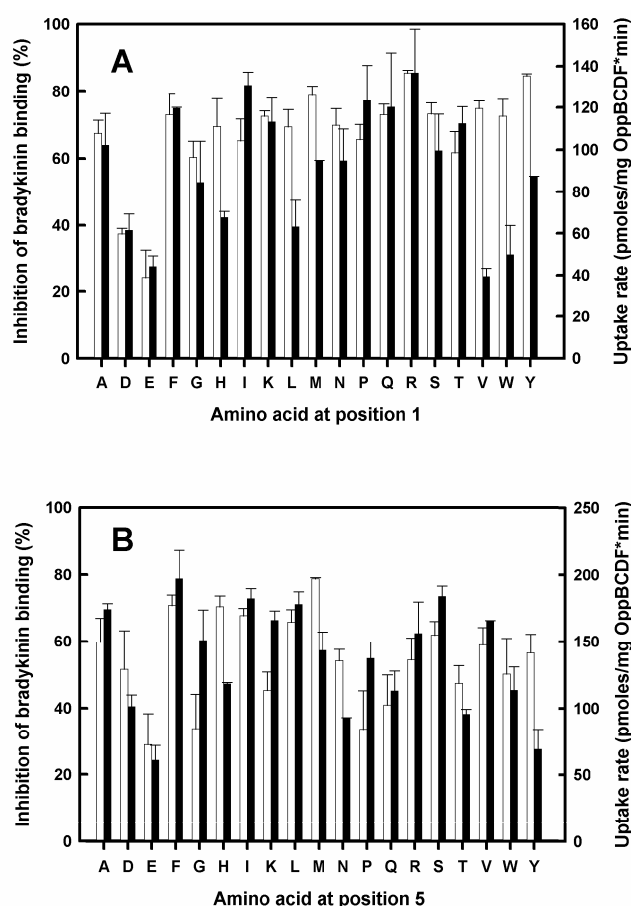 A
Inhibition of bradykinin binding (%)
100
80
60
40
20
0
160
140
120
100
80
60
40
20
0
Uptake rate (pmoles/mg OppBCDF*min)
A D E F G H I K L M N P Q R S T V W Y
Amino acid at position 1
B
Inhibition of bradykinin binding (%)
100
80
60
40
20
0
250
200
150
100
50
0
Uptake rate (pmoles/mg OppBCDF*min)
A D E F G H I K L M N P Q R S T V W Y
Amino acid at position 5